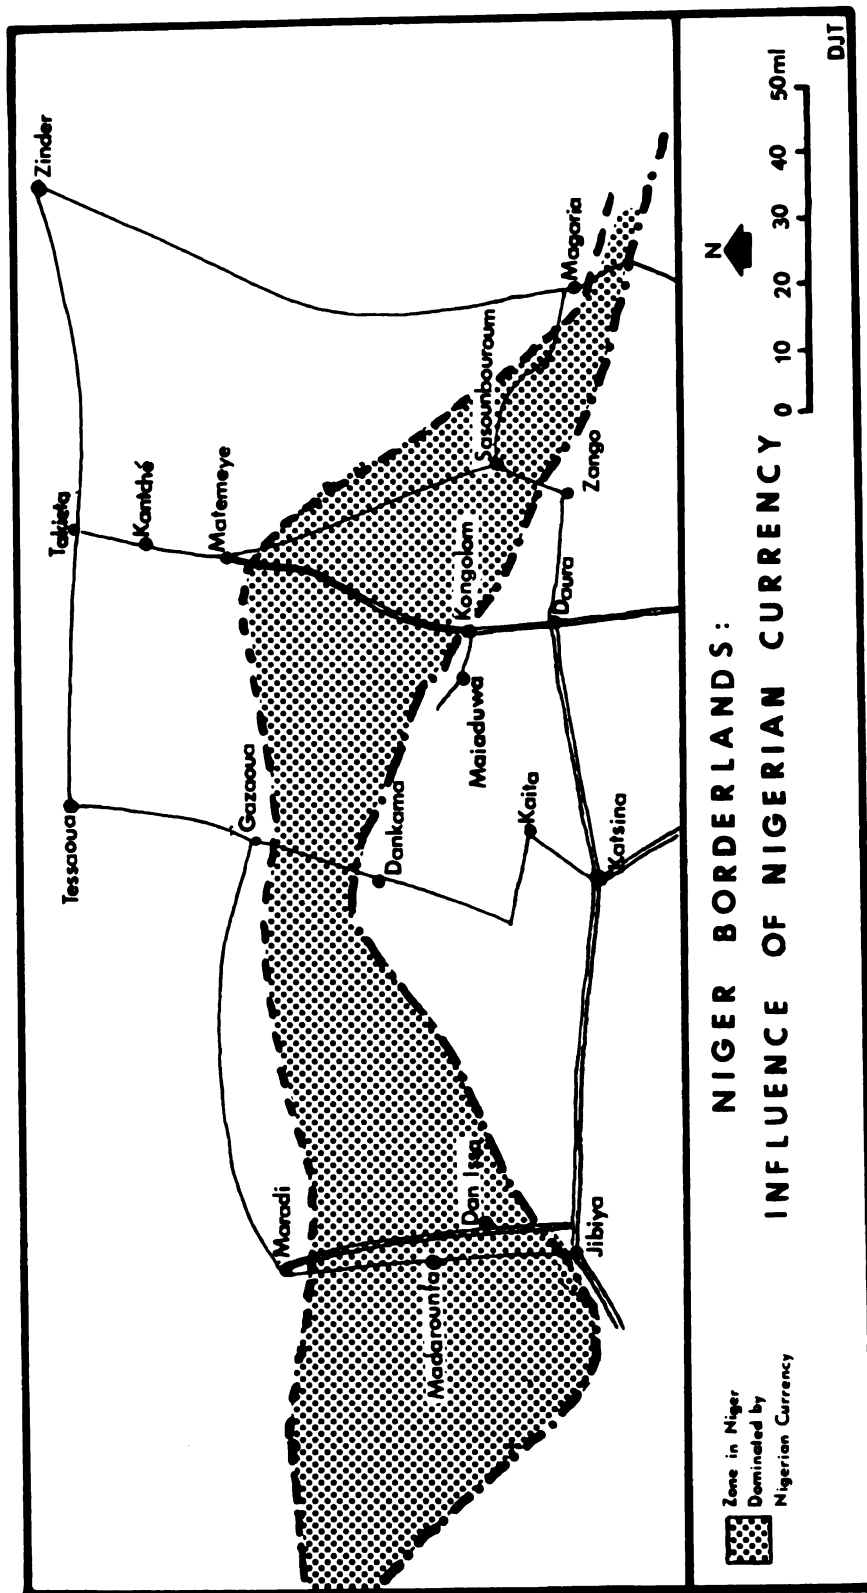 Zinder
Takieta
Kantché
Matemeye
Tessaoua
Gazaoua
Magaria
Sasounbouroum
Zango
Kongolam
Daura
Maiaduwa
Dankama
Kaita
Katsina
Maradi
Dan Issa
Madarounfa
Jibiya
NIGER BORDERLANDS:
INFLUENCE OF NIGERIAN CURRENCY
Zone in Niger
Dominated by
Nigerian Currency
N
0 10 20 30 40 50ml
DJT